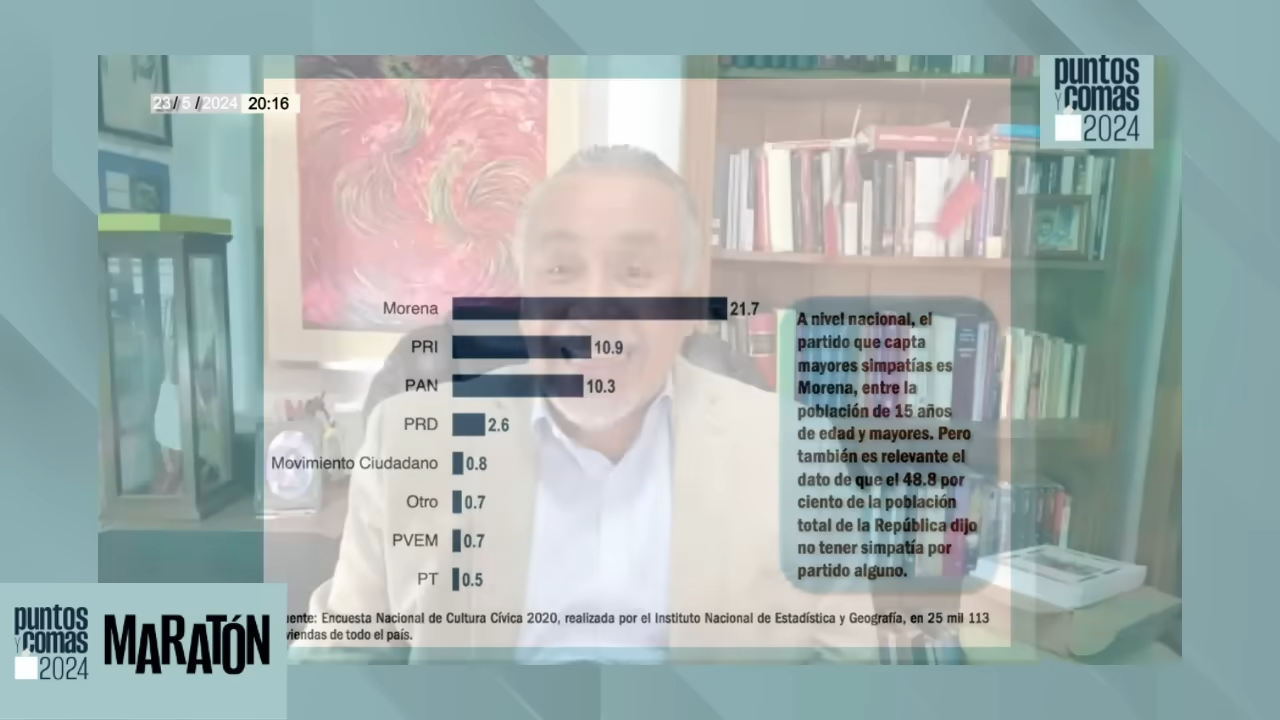 puntos
y comas
2024
23/ 5 /2024 20:16
Morena 21.7
PRI 10.9
PAN 10.3
PRD 2.6
Movimiento Ciudadano 0.8
Otro 0.7
PVEM 0.7
PT 0.5
A nivel nacional, el
partido que capta
mayores simpatías es
Morena, entre la
población de 15 años
de edad y mayores. Pero
también es relevante el
dato de que el 48.8 por
ciento de la población
total de la República dijo
no tener simpatía por
partido alguno.
uente: Encuesta Nacional de Cultura Cívica 2020, realizada por el Instituto Nacional de Estadística y Geografía, en 25 mil 113
viendas de todo el país.
puntos
y comas
2024
MARATÓN